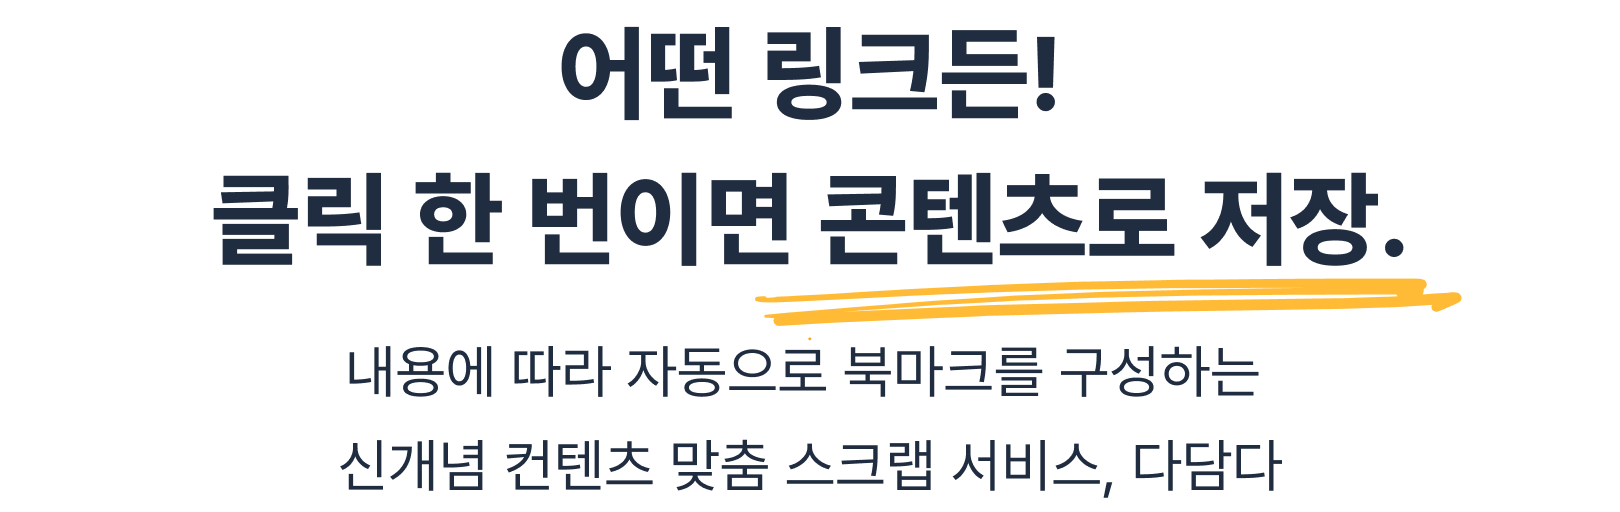 어떤 링크든!
클릭 한 번이면 콘텐츠로 저장.
내용에 따라 자동으로 북마크를 구성하는
신개념 컨텐츠 맞춤 스크랩 서비스, 다담다